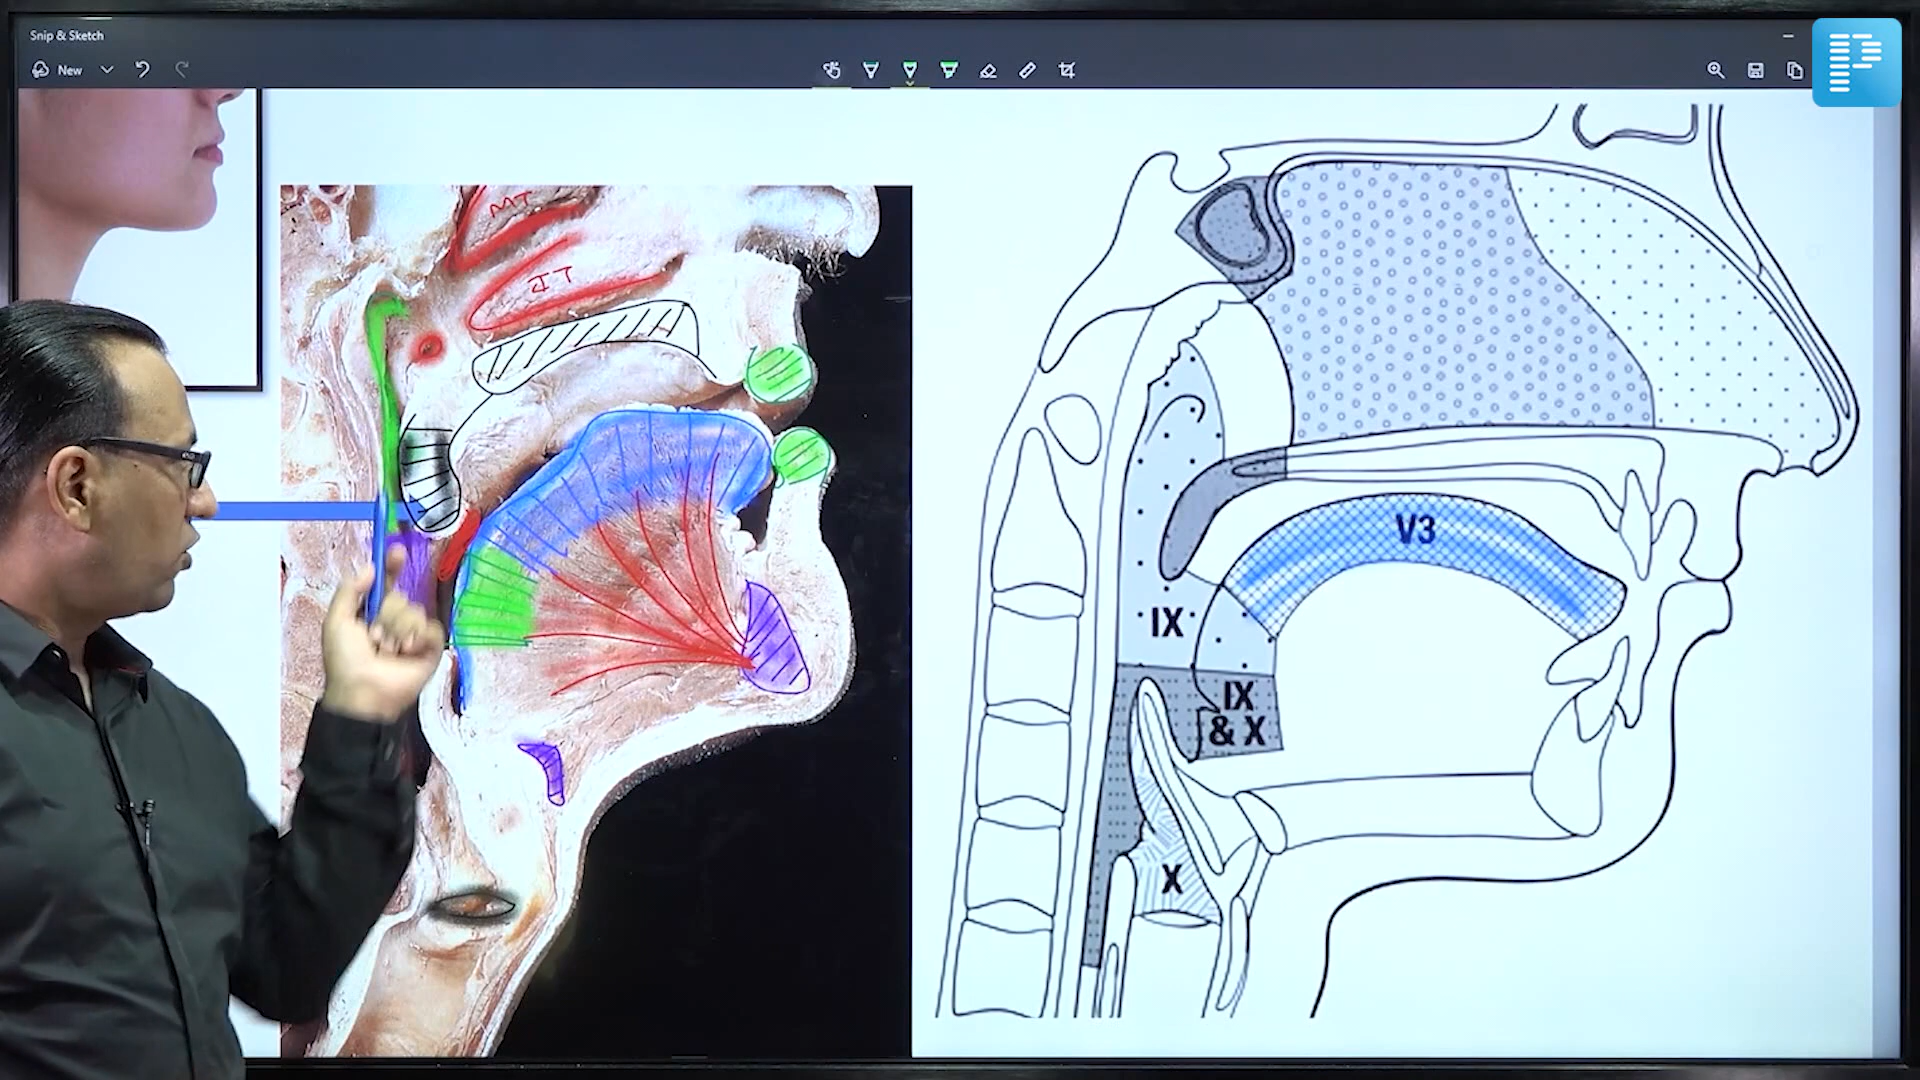 Snip & Sketch
New
MT
IT
V3
IX
IX
& X
X